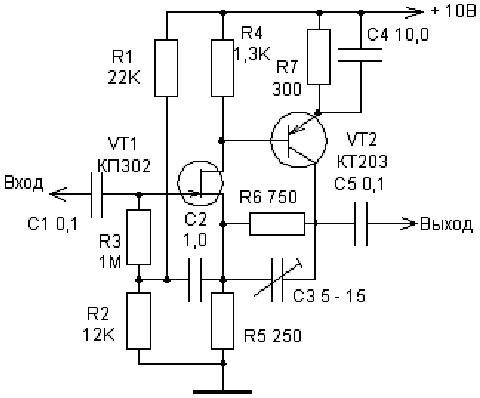 + 10В
R4
1,3K
C4 10,0
R1
22K
R7
300
VT1
КП302
VT2
КТ203
Вход
C1 0,1
C2
1,0
R6 750
C5 0,1
Выход
R3
1M
C3 5 - 15
R2
12K
R5 250